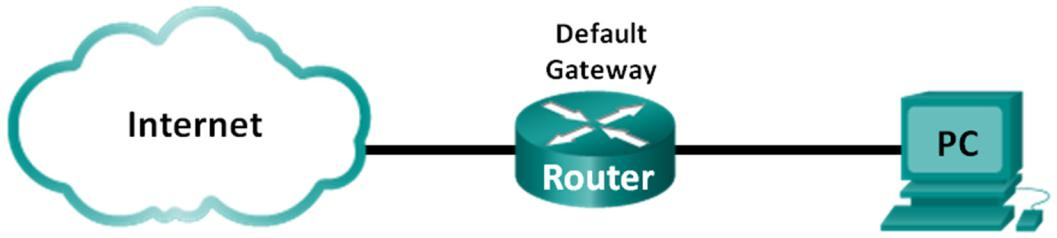 Internet
Default
Gateway
Router
PC